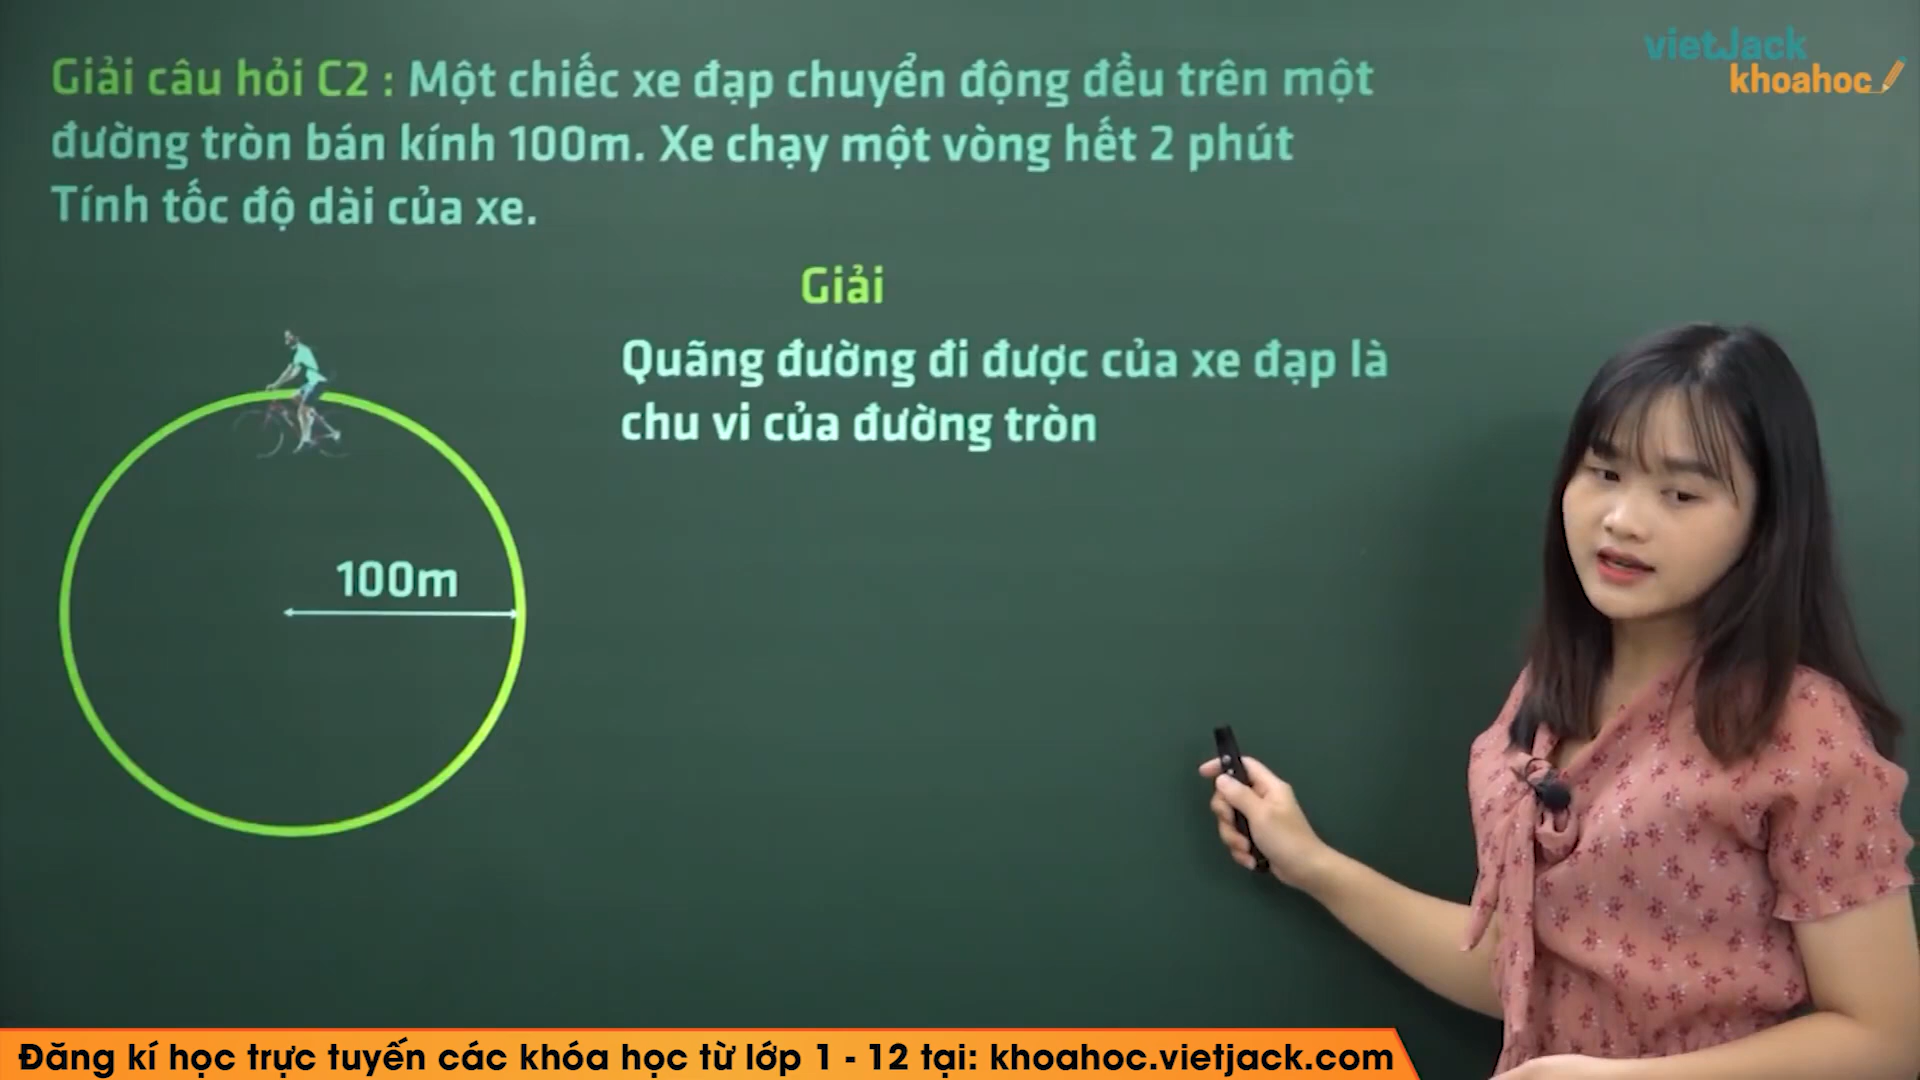 vietJack
khoahoc
Giải câu hỏi C2 : Một chiếc xe đạp chuyển động đều trên một
đường tròn bán kính 100m. Xe chạy một vòng hết 2 phút
Tính tốc độ dài của xe.
Giải
Quãng đường đi được của xe đạp là
chu vi của đường tròn
100m
Đăng kí học trực tuyến các khóa học từ lớp 1 - 12 tại: khoahoc.vietjack.com